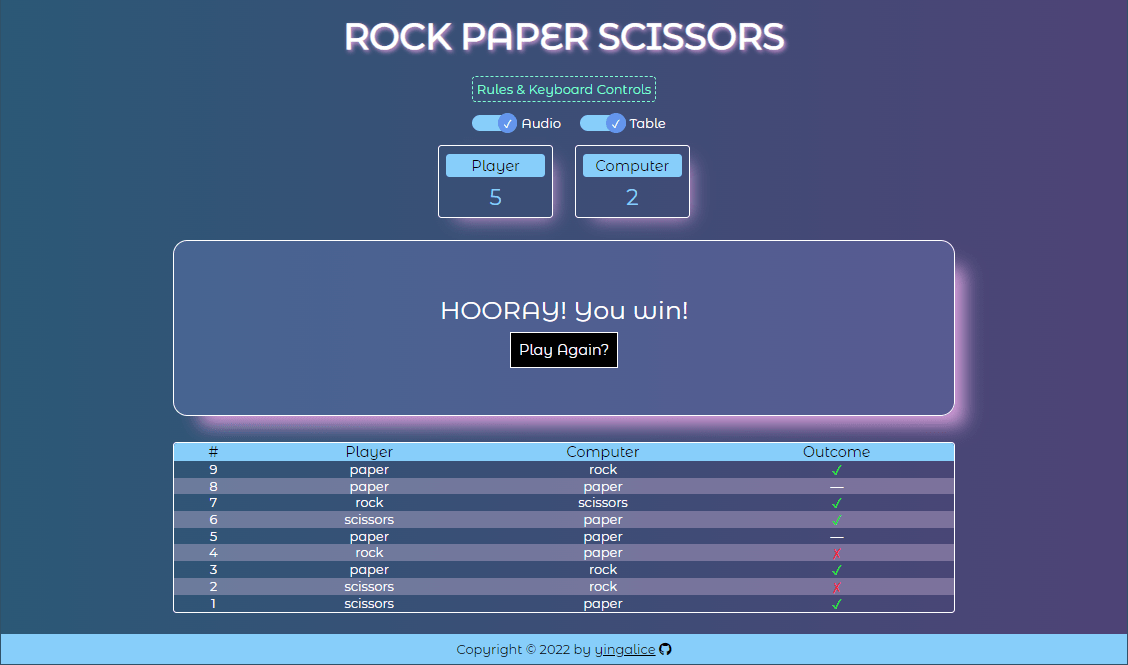 ROCK PAPER SCISSORS
Rules & Keyboard Controls
✓ Audio ✓ Table
Player Computer
5 2
HOORAY! You win!
Play Again?
# Player Computer Outcome
9 paper rock ✓
8 paper paper —
7 rock scissors ✓
6 scissors paper ✓
5 paper paper —
4 rock paper ✗
3 paper rock ✓
2 scissors rock ✗
1 scissors paper ✓
Copyright © 2022 by yingalice